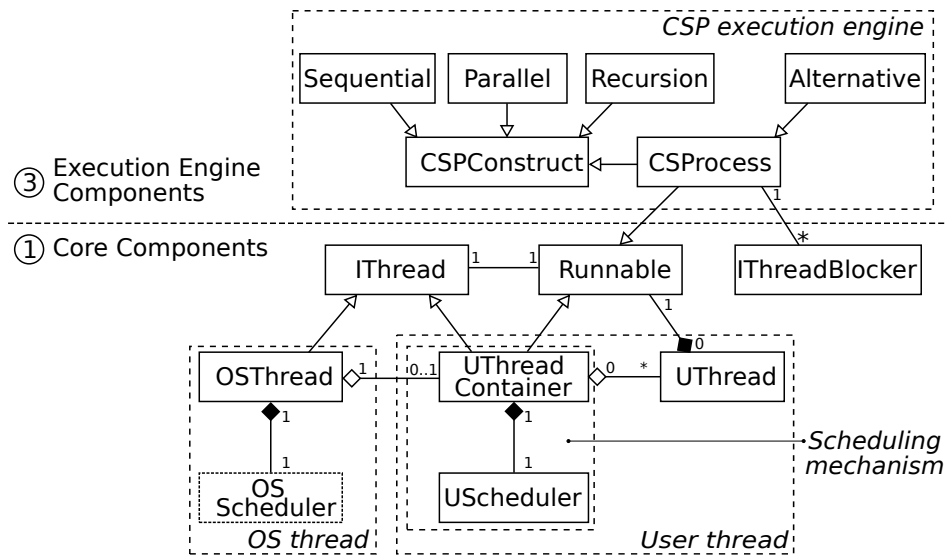 CSP execution engine
Sequential
Parallel
Recursion
Alternative
CSPConstruct
CSProcess
③ Execution Engine
Components
1
*
① Core Components
IThread
1
1
Runnable
IThreadBlocker
1
0
OSThread
1
0..1
UThread
Container
0
*
UThread
1
1
Scheduling
mechanism
1
1
OS
Scheduler
UScheduler
OS thread
User thread